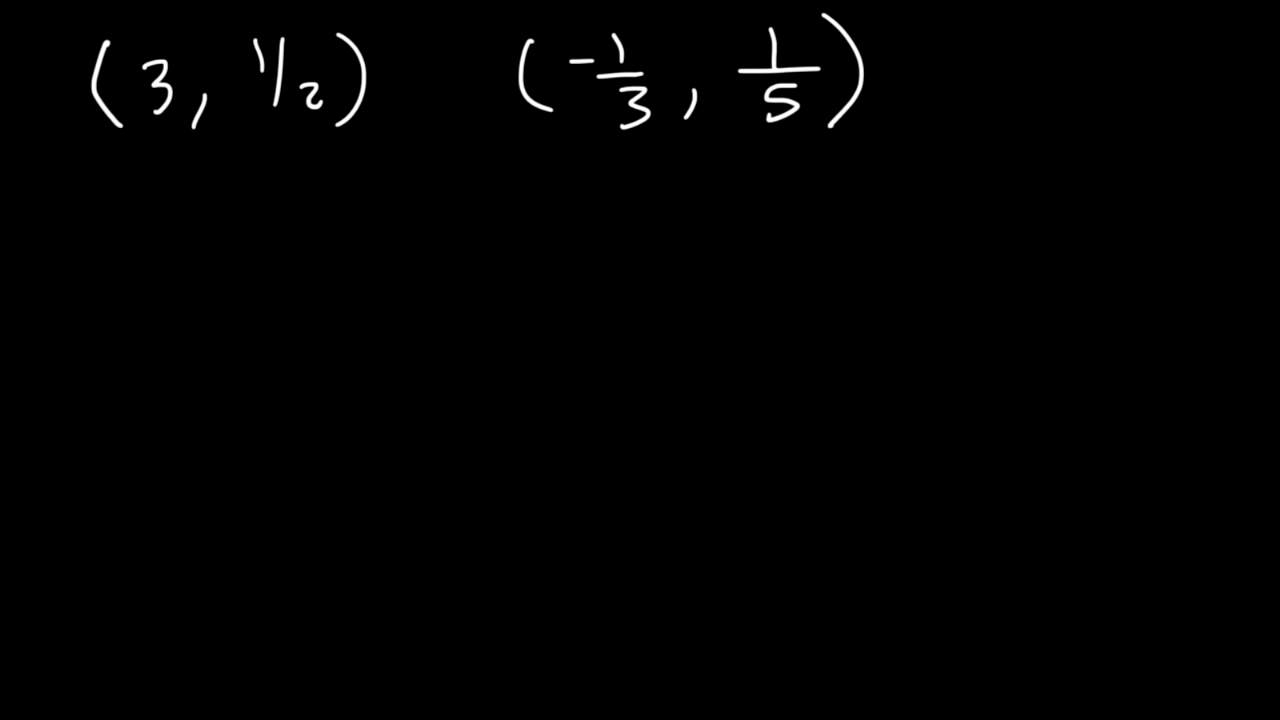 (3, 1/2) (-1/3, 1/5)